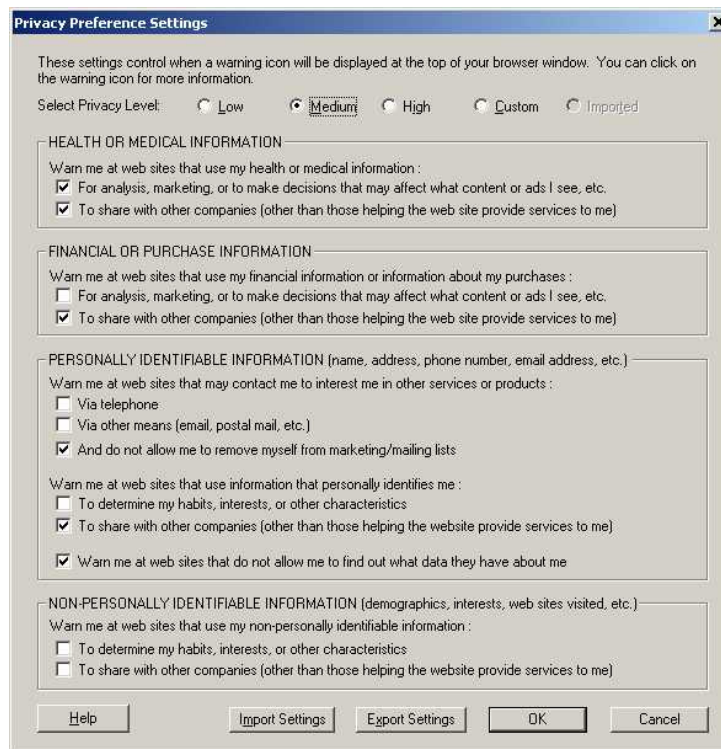 Privacy Preference Settings
These settings control when a warning icon will be displayed at the top of your browser window. You can click on
the warning icon for more information.
Select Privacy Level: Low Medium High Custom Imported
HEALTH OR MEDICAL INFORMATION
Warn me at web sites that use my health or medical information :
For analysis, marketing, or to make decisions that may affect what content or ads I see, etc.
To share with other companies (other than those helping the web site provide services to me)
FINANCIAL OR PURCHASE INFORMATION
Warn me at web sites that use my financial information or information about my purchases :
For analysis, marketing, or to make decisions that may affect what content or ads I see, etc.
To share with other companies (other than those helping the web site provide services to me)
PERSONALLY IDENTIFIABLE INFORMATION (name, address, phone number, email address, etc.)
Warn me at web sites that may contact me to interest me in other services or products :
Via telephone
Via other means (email, postal mail, etc.)
And do not allow me to remove myself from marketing/mailing lists
Warn me at web sites that use information that personally identifies me :
To determine my habits, interests, or other characteristics
To share with other companies (other than those helping the website provide services to me)
Warn me at web sites that do not allow me to find out what data they have about me
NON-PERSONALLY IDENTIFIABLE INFORMATION (demographics, interests, web sites visited, etc.)
Warn me at web sites that use my non-personally identifiable information :
To determine my habits, interests, or other characteristics
To share with other companies (other than those helping the website provide services to me)
Help Import Settings Export Settings OK Cancel